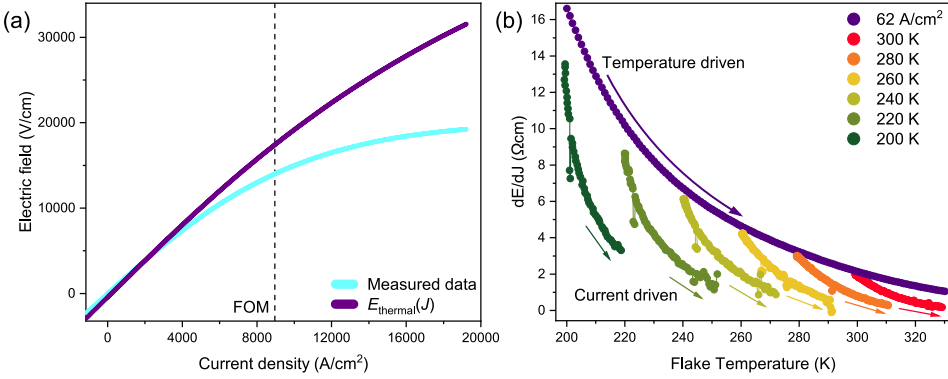 (a)
30000
20000
10000
0
Electric field (V/cm)
FOM
Measured data
E_thermal(J)
0
4000
8000
12000
16000
20000
Current density (A/cm²)
(b)
16
14
12
10
8
6
4
2
0
dE/dJ (Ωcm)
Temperature driven
Current driven
62 A/cm²
300 K
280 K
260 K
240 K
220 K
200 K
200
220
240
260
280
300
320
Flake Temperature (K)